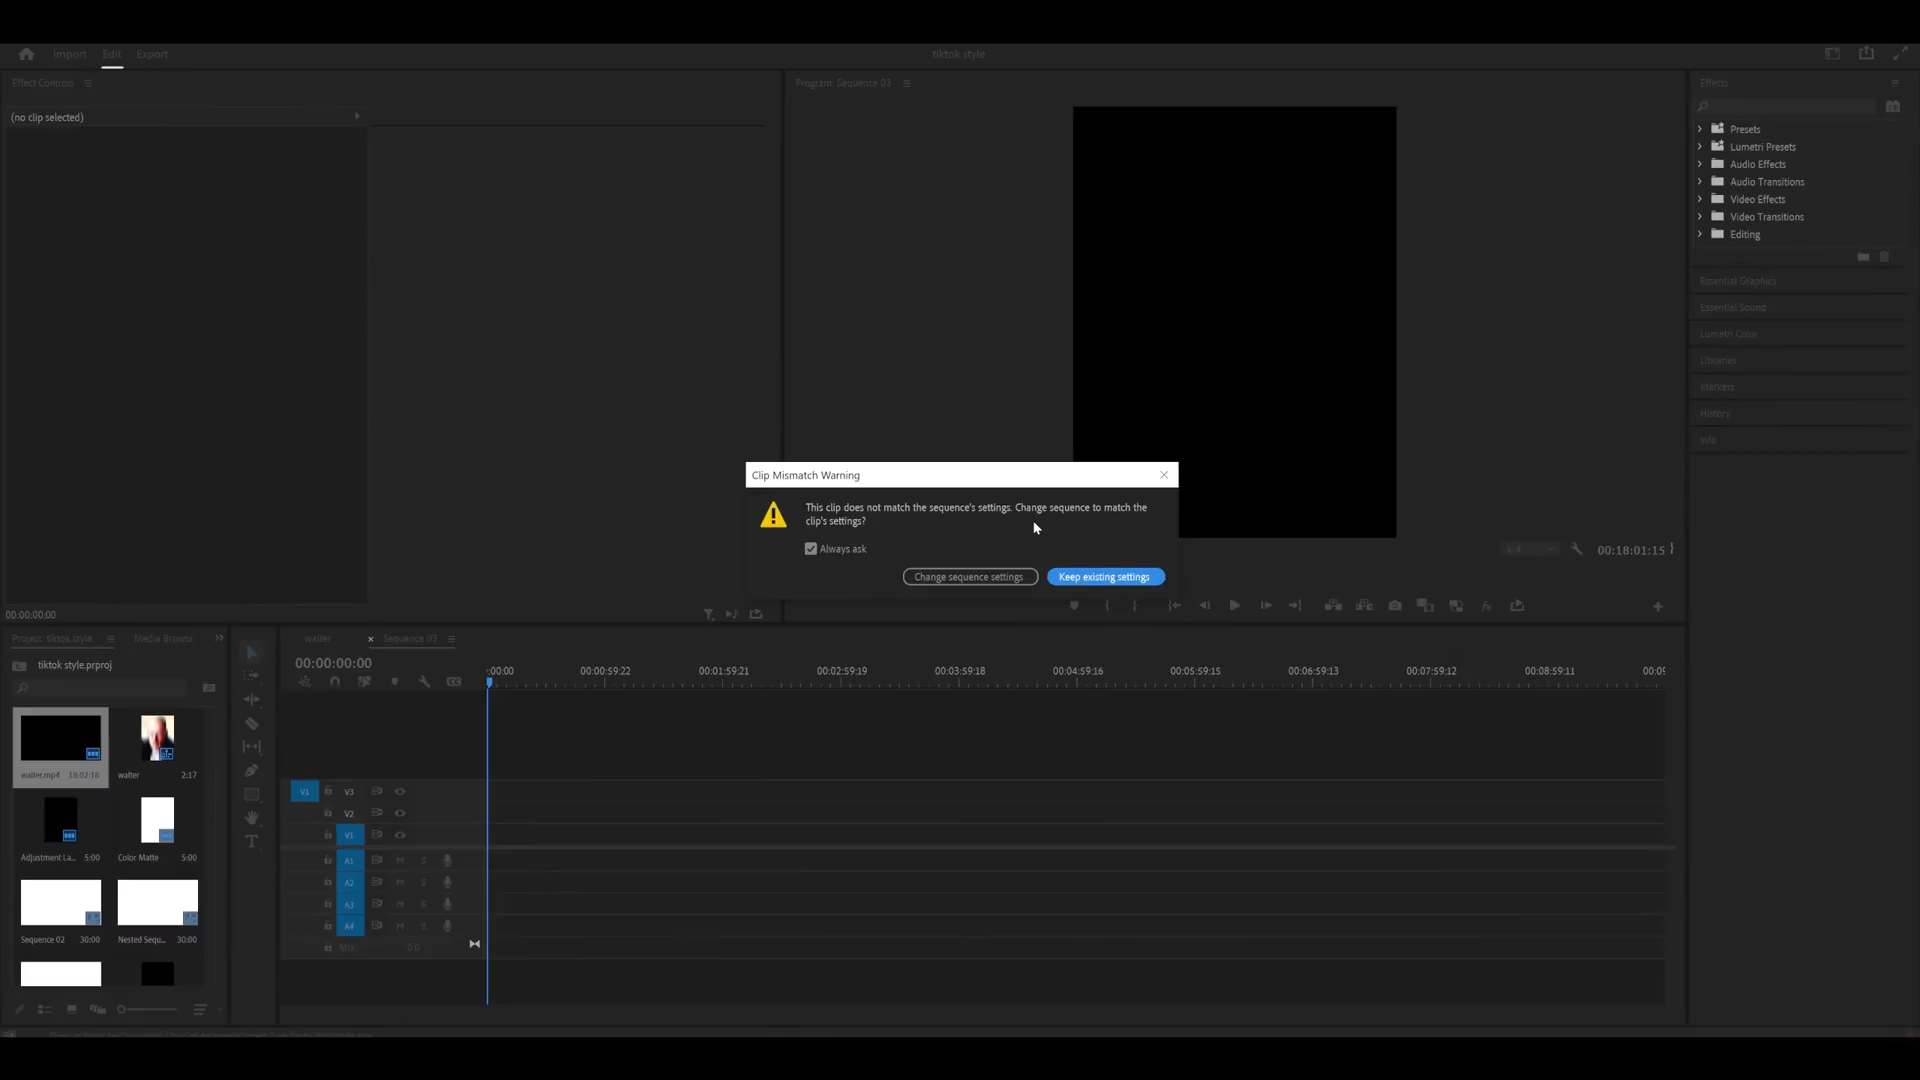 Import Edit Export
tiktok style
Effect Controls
(no clip selected)
00:00:00:00
Program: Sequence 03
1/4
00:18:01:15
Effects
Presets
Lumetri Presets
Audio Effects
Audio Transitions
Video Effects
Video Transitions
Editing
Essential Graphics
Essential Sound
Lumetri Color
Libraries
Markers
History
Info
Clip Mismatch Warning
This clip does not match the sequence's settings. Change sequence to match the
clip's settings?
Always ask
Change sequence settings Keep existing settings
Project: tiktok style Media Browse
tiktok style.prproj
walter.mp4 18:02:18 walter 2:17
Adjustment La... 5:00 Color Matte 5:00
Sequence 02 30:00 Nested Sequ... 30:00
walter × Sequence 03
00:00:00:00
:00:00 00:00:59:22 00:01:59:21 00:02:59:19 00:03:59:18 00:04:59:16 00:05:59:15 00:06:59:13 00:07:59:12 00:08:59:11 00:09
V1 V3
V2
V1
A1 M S
A2 M S
A3 M S
A4 M S
Mix 0.0